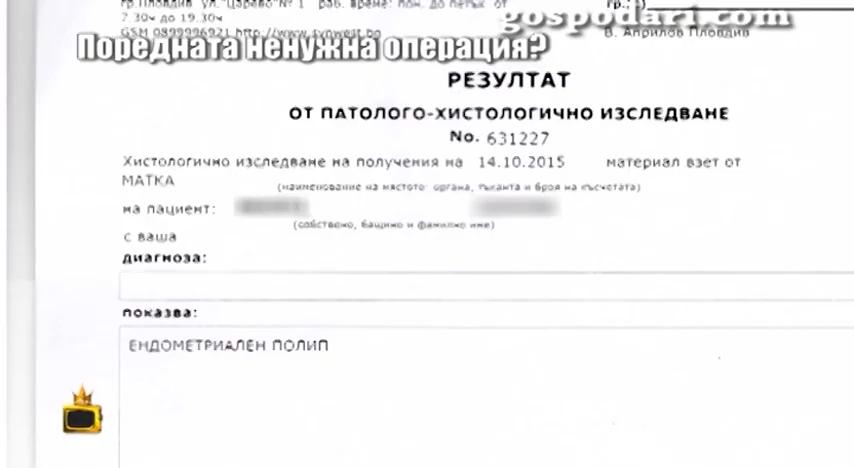 гр.Пловдив ул."Царево"№ 1 раб. време: пон. до петък от
гр.:)
gospodari.com
7.30ч до 19.30ч
GSM 0899996921 http://www.synwest.bg
В. Априлов Пловдив
Поредната ненужна операция?
РЕЗУЛТАТ
ОТ ПАТОЛОГО-ХИСТОЛОГИЧНО ИЗСЛЕДВАНЕ
No. 631227
Хистологично изследване на получения на 14.10.2015 материал взет от
МАТКА
(наименование на мястото: органа, тъканта и броя на късчетата)
на пациент:
(собствено, бащино и фамилно име)
с ваша
диагноза:
показва:
ЕНДОМЕТРИАЛЕН ПОЛИП